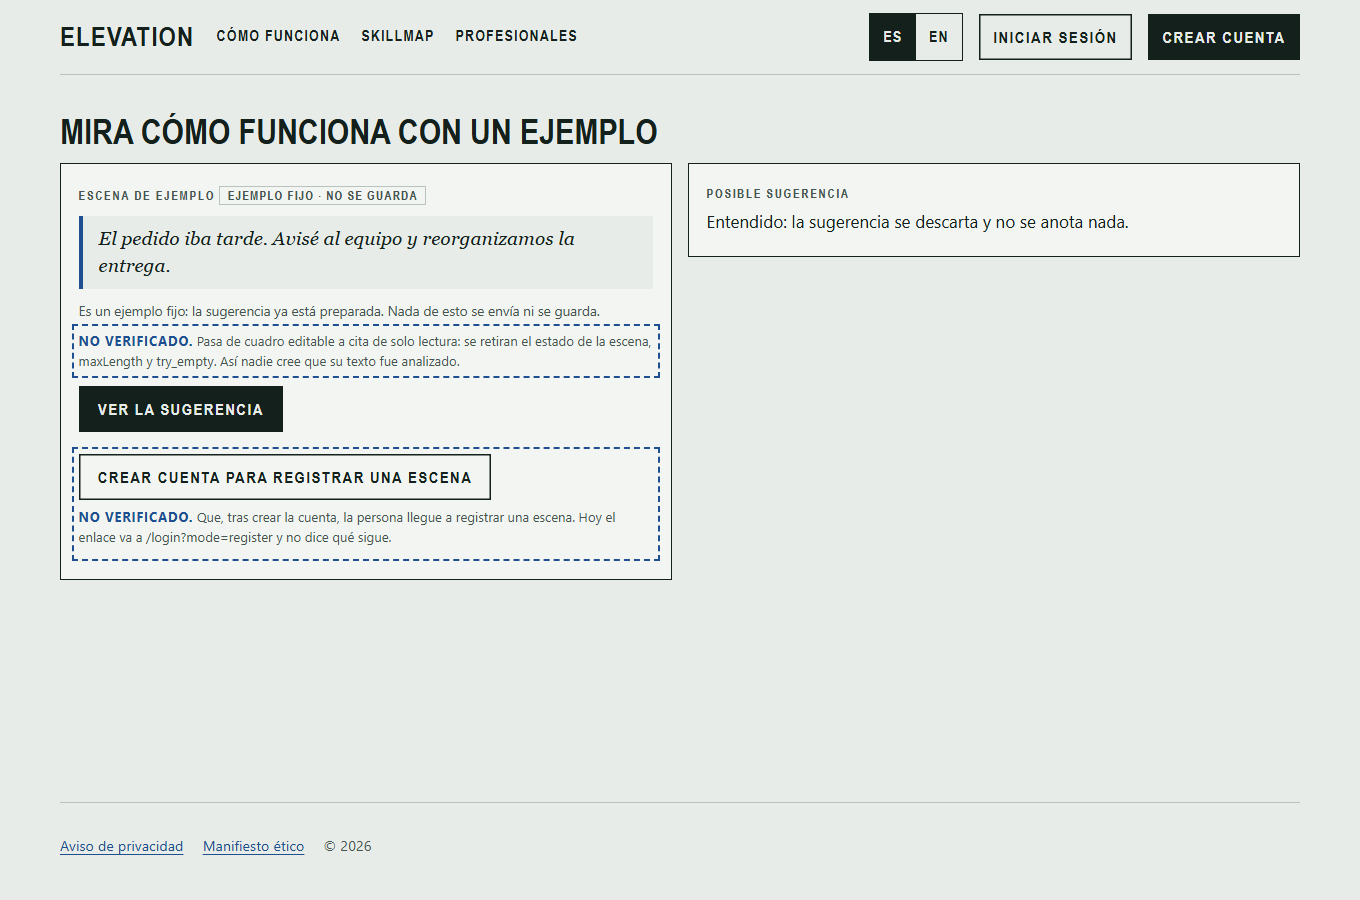 ELEVATION CÓMO FUNCIONA SKILLMAP PROFESIONALES ES EN INICIAR SESIÓN CREAR CUENTA
MIRA CÓMO FUNCIONA CON UN EJEMPLO
ESCENA DE EJEMPLO EJEMPLO FIJO · NO SE GUARDA
El pedido iba tarde. Avisé al equipo y reorganizamos la
entrega.
Es un ejemplo fijo: la sugerencia ya está preparada. Nada de esto se envía ni se guarda.
NO VERIFICADO. Pasa de cuadro editable a cita de solo lectura: se retiran el estado de la escena,
maxLength y try_empty. Así nadie cree que su texto fue analizado.
VER LA SUGERENCIA
CREAR CUENTA PARA REGISTRAR UNA ESCENA
NO VERIFICADO. Que, tras crear la cuenta, la persona llegue a registrar una escena. Hoy el
enlace va a /login?mode=register y no dice qué sigue.
POSIBLE SUGERENCIA
Entendido: la sugerencia se descarta y no se anota nada.
Aviso de privacidad Manifiesto ético © 2026